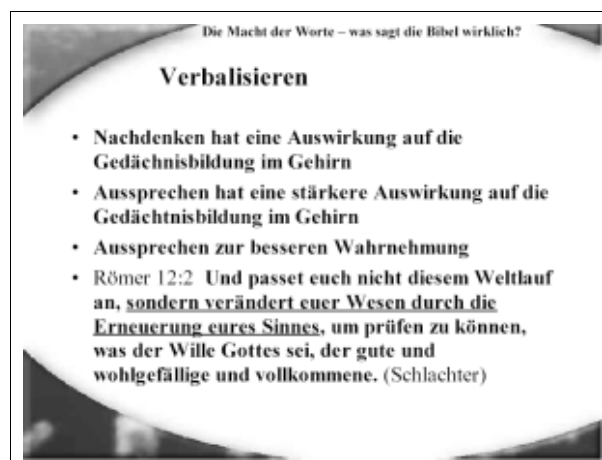 Die Macht der Worte – was sagt die Bibel wirklich?
Verbalisieren
• Nachdenken hat eine Auswirkung auf die
Gedächnisbildung im Gehirn
• Aussprechen hat eine stärkere Auswirkung auf die
Gedächtnisbildung im Gehirn
• Aussprechen zur besseren Wahrnehmung
• Römer 12:2 Und passet euch nicht diesem Weltlauf
an, sondern verändert euer Wesen durch die
Erneuerung eures Sinnes, um prüfen zu können,
was der Wille Gottes sei, der gute und
wohlgefällige und vollkommene. (Schlachter)